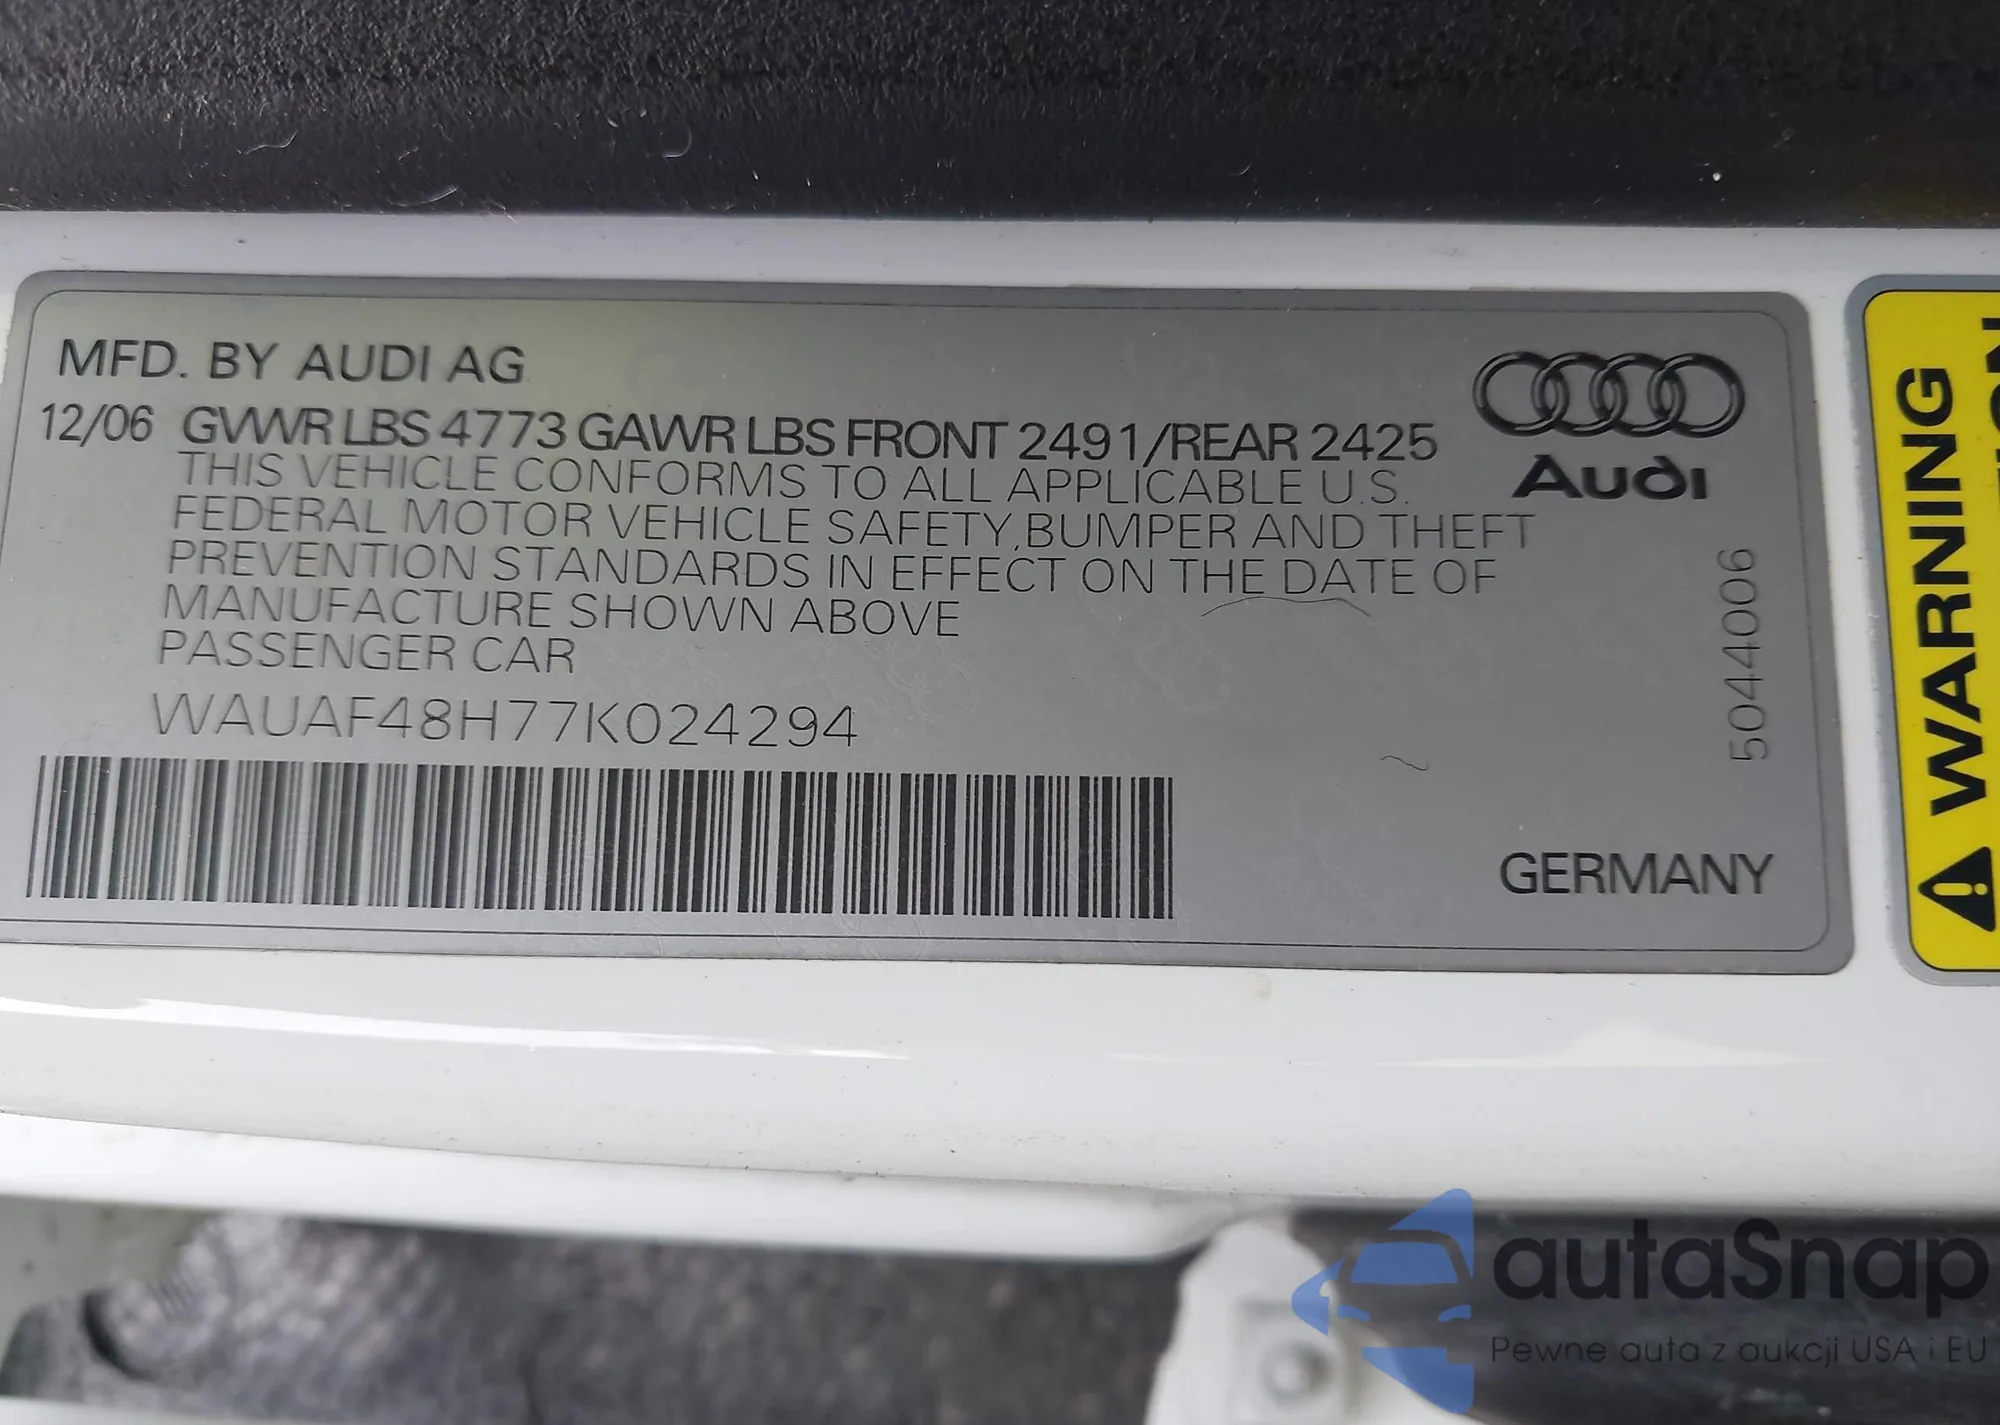 MFD. BY AUDI AG
12/06 GVWR LBS 4773 GAWR LBS FRONT 2491/REAR 2425
THIS VEHICLE CONFORMS TO ALL APPLICABLE U.S.
FEDERAL MOTOR VEHICLE SAFETY,BUMPER AND THEFT
PREVENTION STANDARDS IN EFFECT ON THE DATE OF
MANUFACTURE SHOWN ABOVE
PASSENGER CAR
WAUAF48H77K024294
Audi
5044006
GERMANY
WARNING
autaSnap
Pewne auta z aukcji USA i EU